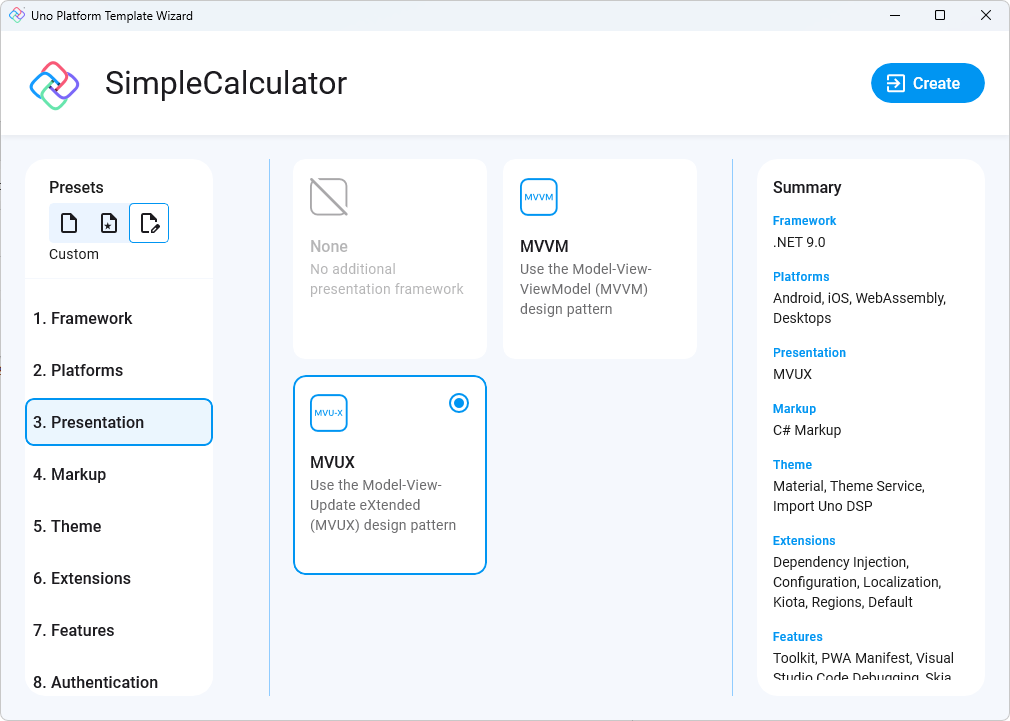 Uno Platform Template Wizard
SimpleCalculator
Create
Presets
Custom
1. Framework
2. Platforms
3. Presentation
4. Markup
5. Theme
6. Extensions
7. Features
8. Authentication
None
No additional
presentation framework
MVVM
MVVM
Use the Model-View-
ViewModel (MVVM)
design pattern
MVU-X
MVUX
Use the Model-View-
Update eXtended
(MVUX) design pattern
Summary
Framework
.NET 9.0
Platforms
Android, iOS, WebAssembly,
Desktops
Presentation
MVUX
Markup
C# Markup
Theme
Material, Theme Service,
Import Uno DSP
Extensions
Dependency Injection,
Configuration, Localization,
Kiota, Regions, Default
Features
Toolkit, PWA Manifest, Visual
Studio Code Debugging, Skia